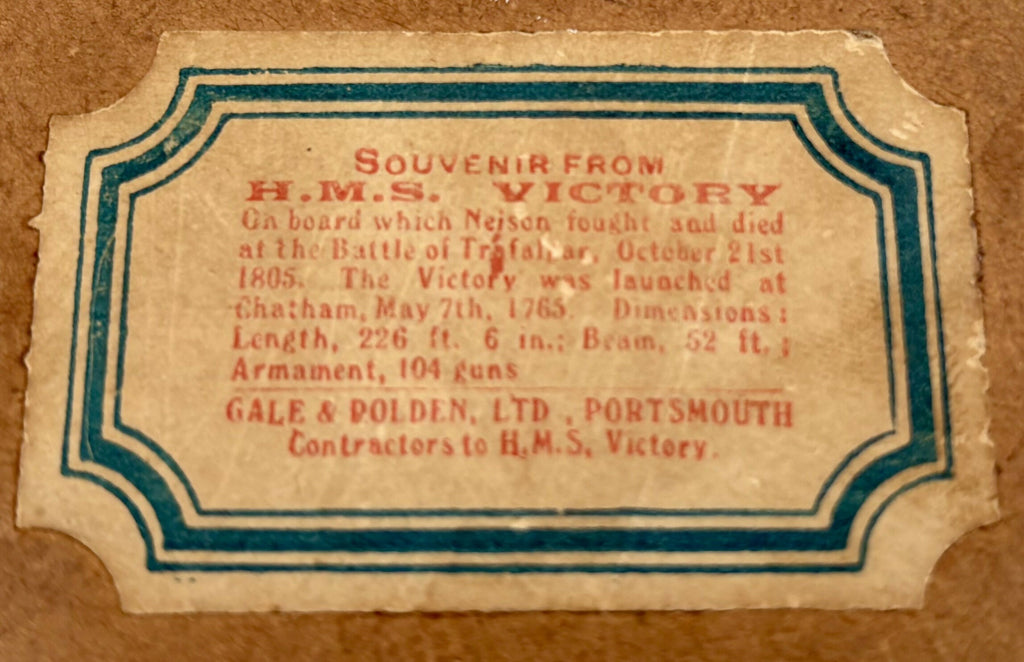 SOUVENIR FROM
H.M.S. VICTORY
On board which Nelson fought and died
at the Battle of Trafalgar, October 21st
1805. The Victory was launched at
Chatham, May 7th, 1765. Dimensions:
Length, 226 ft. 6 in.; Beam, 52 ft.;
Armament, 104 guns
GALE & POLDEN, LTD., PORTSMOUTH
Contractors to H.M.S. Victory.